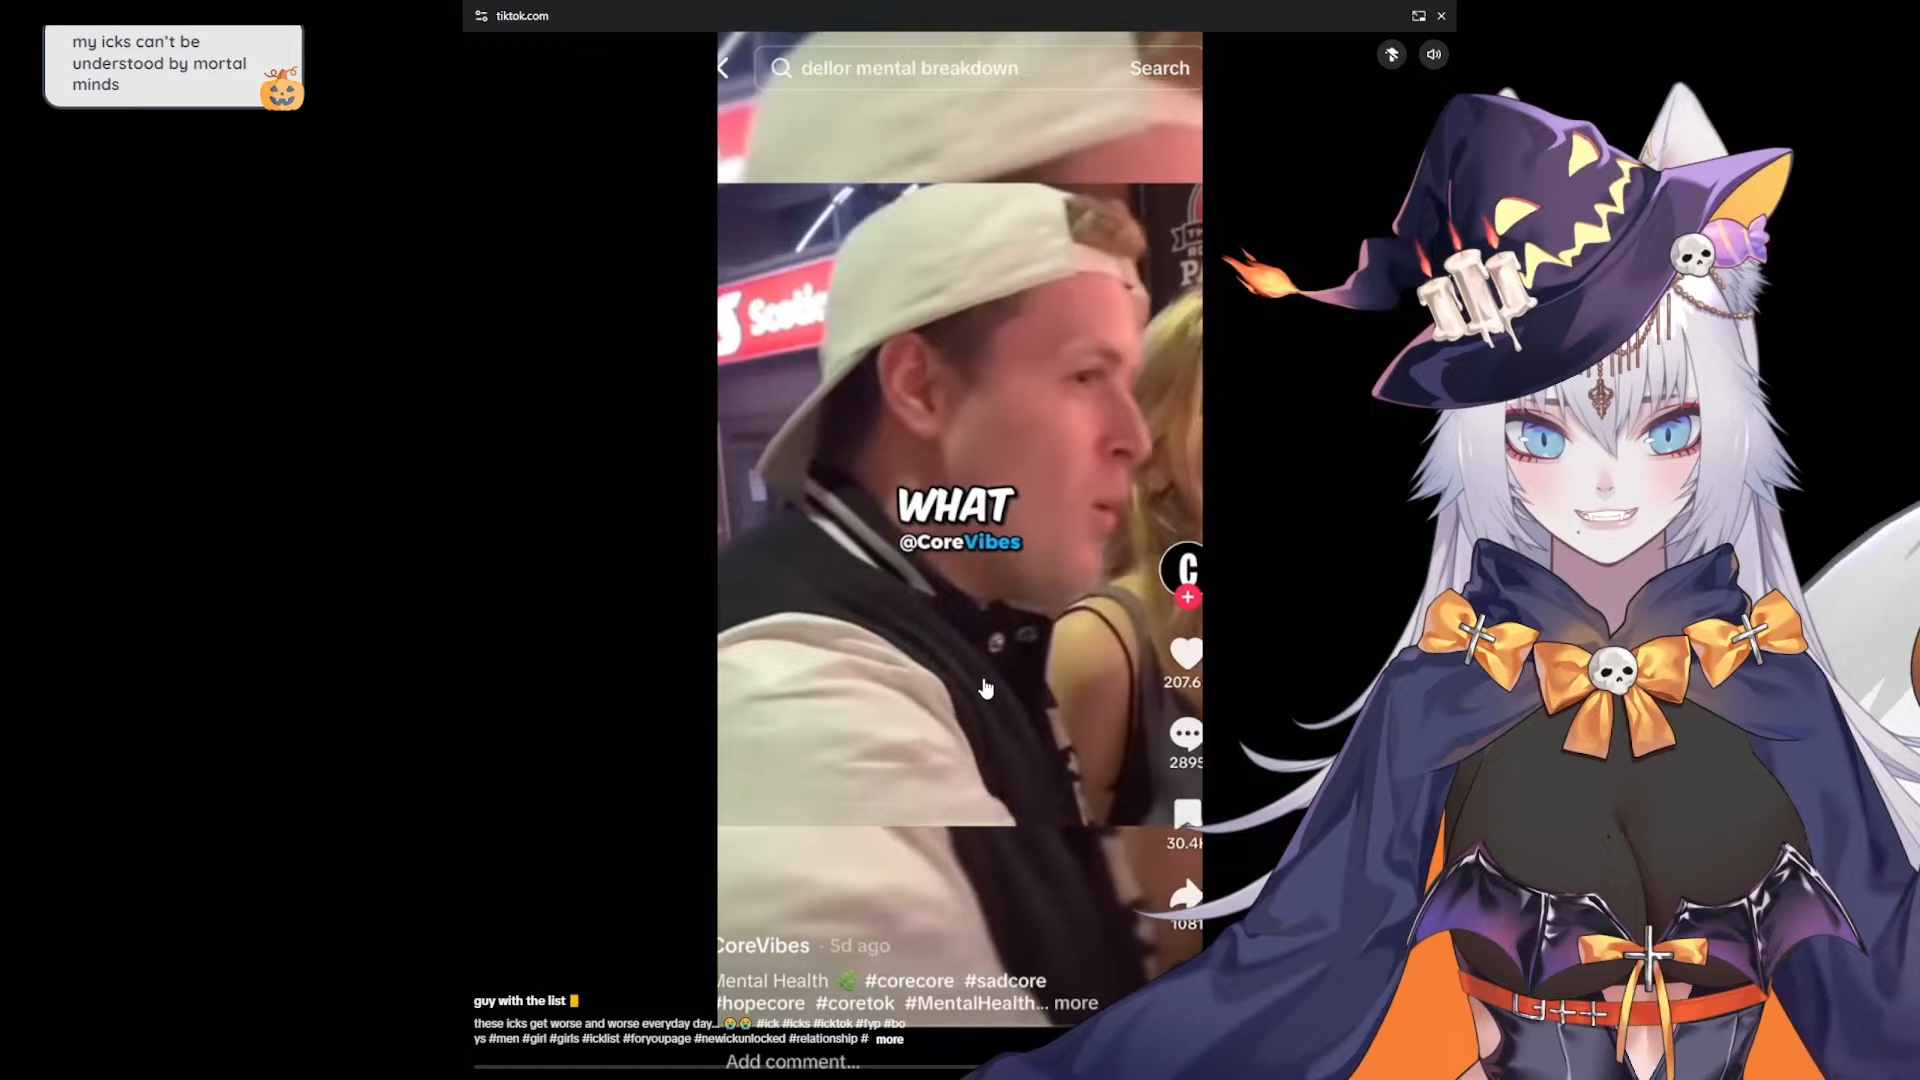 tiktok.com
my icks can't be
understood by mortal
minds
dellor mental breakdown
Search
WHAT
@CoreVibes
207.6
2895
30.4K
1081
CoreVibes · 5d ago
Mental Health 🌿 #corecore #sadcore
#hopecore #coretok #MentalHealth... more
guy with the list
these icks get worse and worse everyday day... 😭😭 #ick #icks #icktok #fyp #bo
ys #men #girl #girls #icklist #foryoupage #newickunlocked #relationship # more
Add comment...